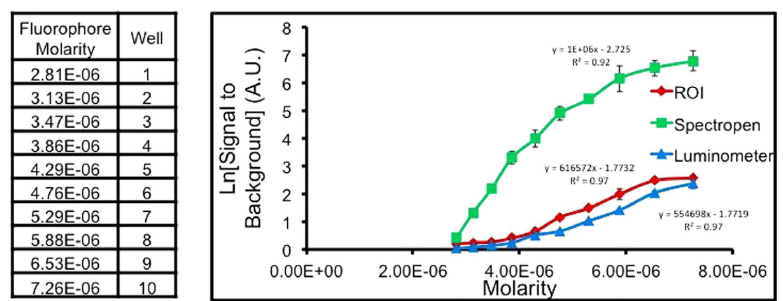 Fluorophore Molarity Well
2.81E-06 1
3.13E-06 2
3.47E-06 3
3.86E-06 4
4.29E-06 5
4.76E-06 6
5.29E-06 7
5.88E-06 8
6.53E-06 9
7.26E-06 10
Ln[Signal to
Background] (A.U.)
8
7
6
5
4
3
2
1
0
y = 1E+06x - 2.725
R² = 0.92
ROI
Spectropen
Luminometer
y = 616572x - 1.7732
R² = 0.97
y = 554698x - 1.7719
R² = 0.97
0.00E+00 2.00E-06 4.00E-06 6.00E-06 8.00E-06
Molarity